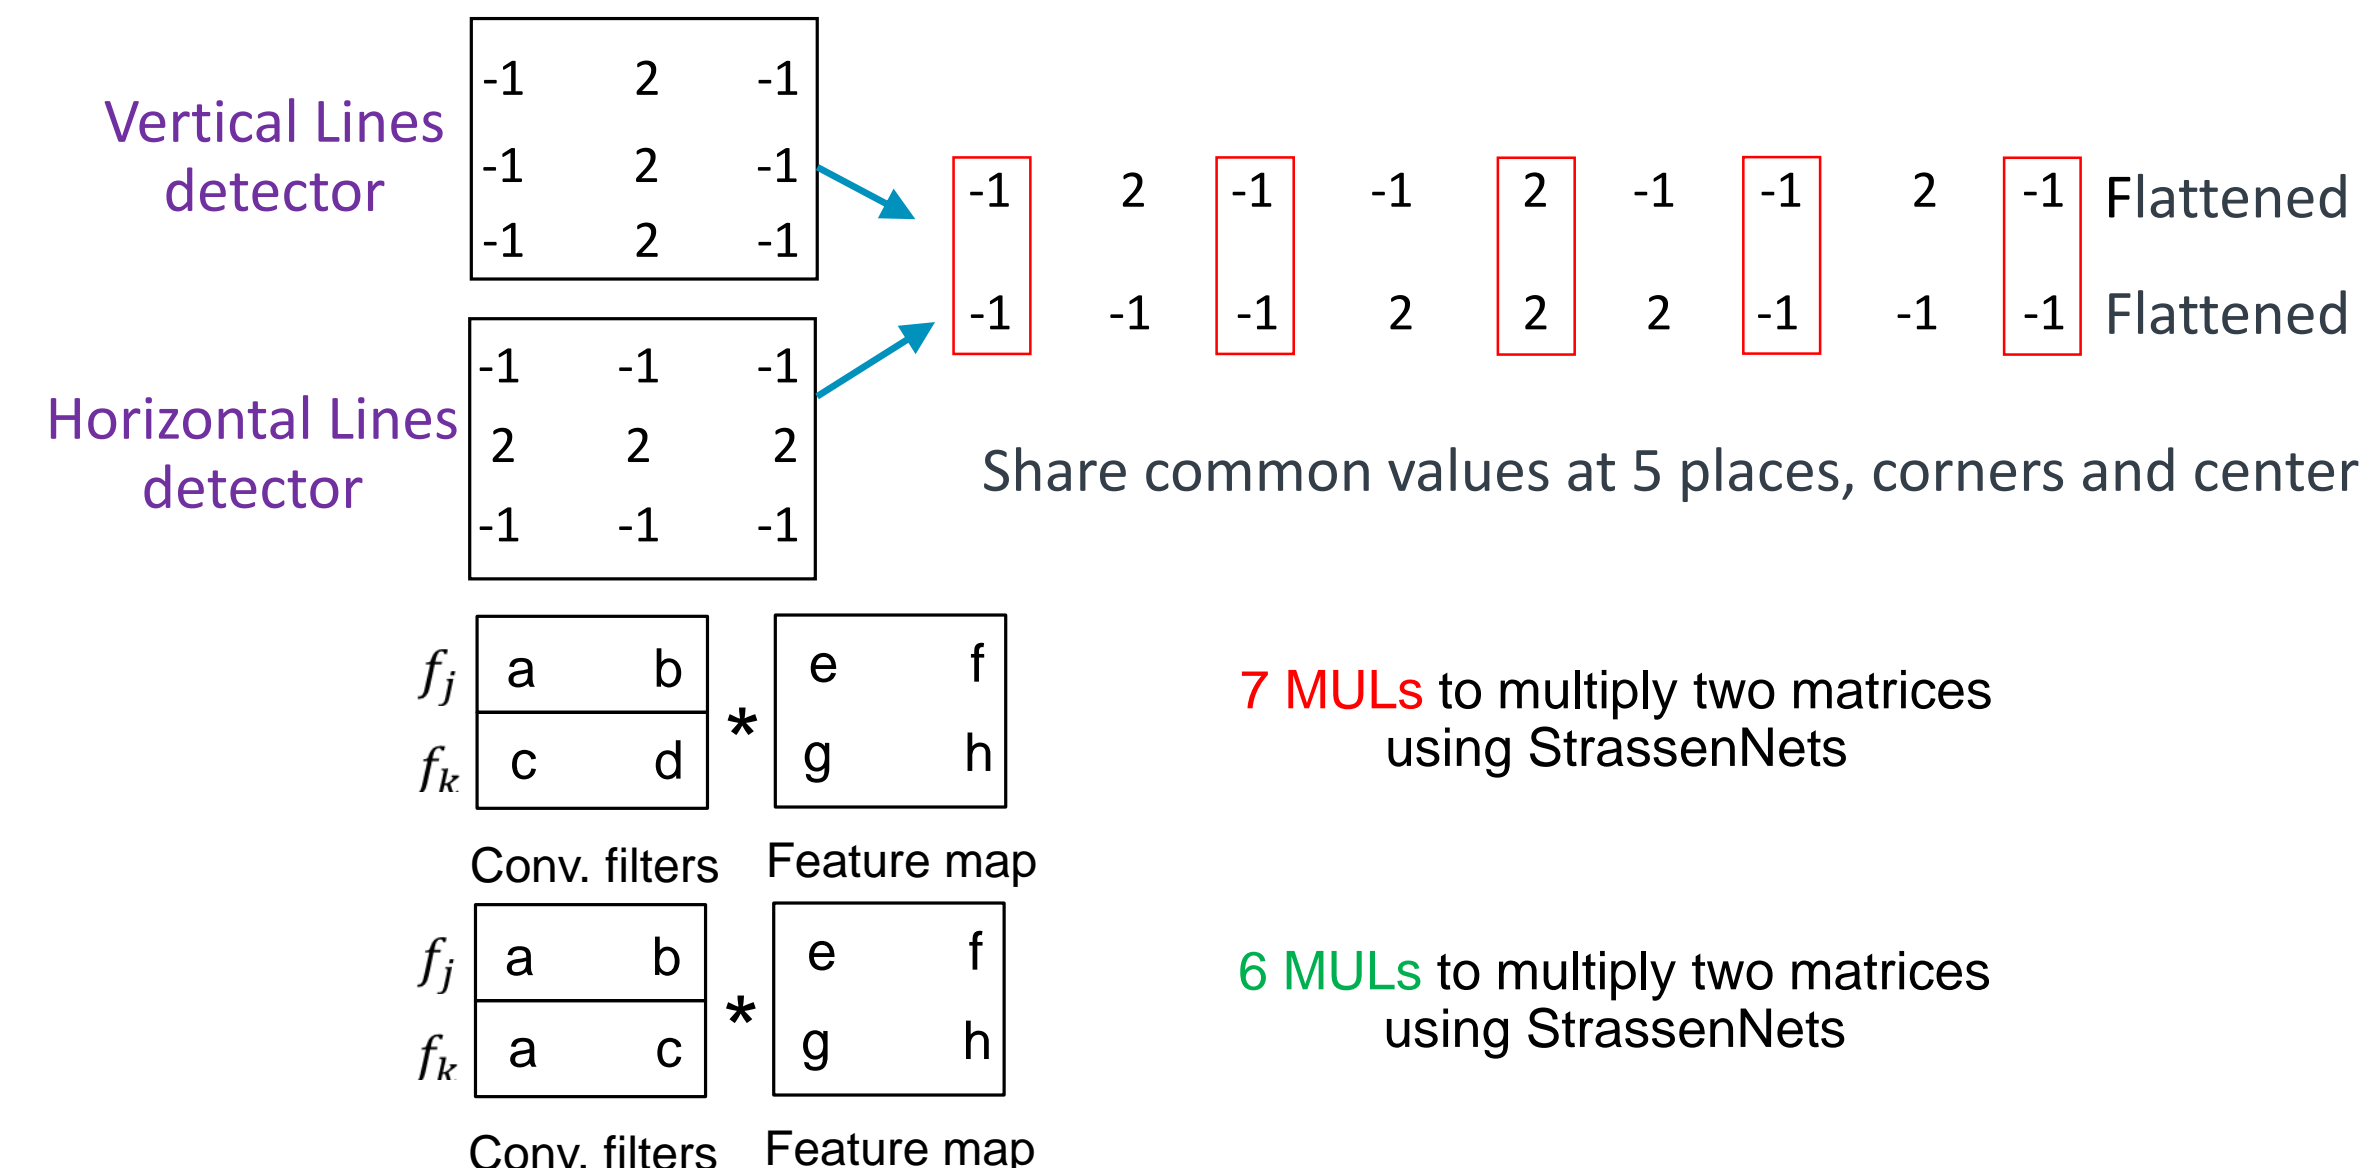 Vertical Lines
detector
-1 2 -1
-1 2 -1
-1 2 -1
-1 2 -1 -1 2 -1 -1 2 -1 Flattened
-1 -1 -1 2 2 2 -1 -1 -1 Flattened
Horizontal Lines
detector
-1 -1 -1
2 2 2
-1 -1 -1
Share common values at 5 places, corners and center
fj a b
fk c d
*
e f
g h
Conv. filters Feature map
7 MULs to multiply two matrices
using StrassenNets
fj a b
fk a c
*
e f
g h
Conv. filters Feature map
6 MULs to multiply two matrices
using StrassenNets